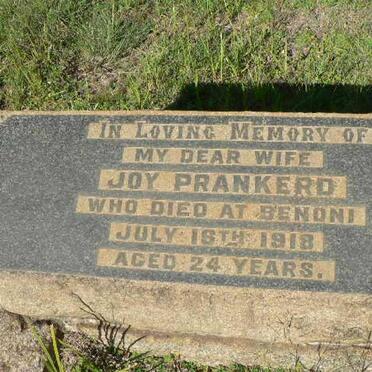 IN LOVING MEMORY OF
MY DEAR WIFE
JOY PRANKERD
WHO DIED AT BENONI
JULY 16TH 1918
AGED 24 YEARS.